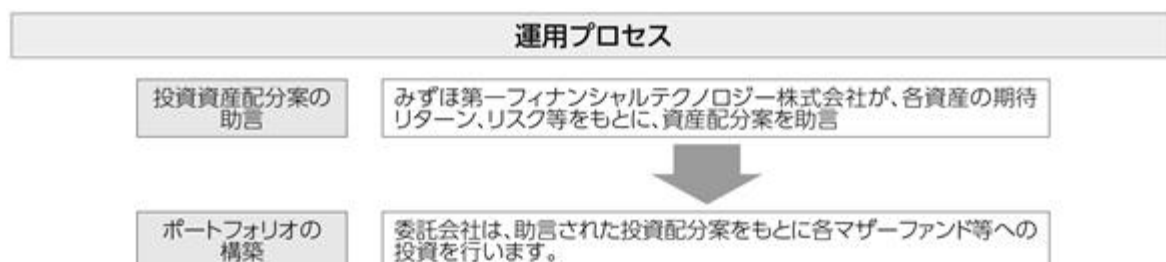 運用プロセス
投資資産配分案の
助言
みずほ第一フィナンシャルテクノロジー株式会社が、各資産の期待
リターン、リスク等をもとに、資産配分案を助言
ポートフォリオの
構築
委託会社は、助言された投資配分案をもとに各マザーファンド等への
投資を行います。